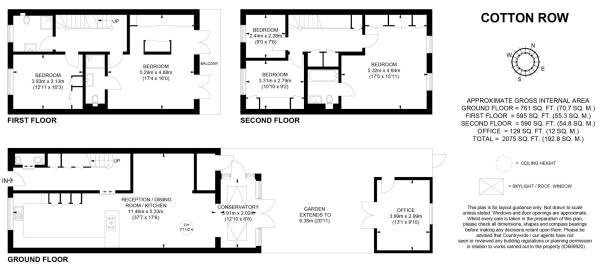 COTTON ROW
UP
BEDROOM
3.93m x 3.13m
(12'11 x 10'3)
BEDROOM
5.29m x 4.88m
(17'4 x 16'0)
BALCONY
FIRST FLOOR
BEDROOM
2.44m x 2.28m
(8'0 x 7'6)
BEDROOM
3.31m x 2.79m
(10'10 x 9'2)
BEDROOM
5.32m x 4.84m
(17'5 x 15'11)
SECOND FLOOR
N
W
E
S
APPROXIMATE GROSS INTERNAL AREA
GROUND FLOOR = 761 SQ. FT. (70.7 SQ. M.)
FIRST FLOOR = 595 SQ. FT. (55.3 SQ. M.)
SECOND FLOOR = 590 SQ. FT. (54.8 SQ. M.)
OFFICE = 129 SQ. FT. (12 SQ. M.)
TOTAL = 2075 SQ. FT. (192.8 SQ. M.)
= CEILING HEIGHT
= SKYLIGHT / ROOF WINDOW
IN
UP
RECEPTION / DINING
ROOM / KITCHEN
11.46m x 5.33m
(37'7 x 17'6)
CONSERVATORY
3.91m x 2.02m
(12'10 x 6'8)
GARDEN
EXTENDS TO
6.35m (20'11)
OFFICE
3.99m x 2.99m
(13'1 x 9'10)
GROUND FLOOR
This plan is for layout guidance only. Not drawn to scale
unless stated. Windows and door openings are approximate.
Whilst every care is taken in the preparation of this plan,
please check all dimensions, shapes and compass bearings
before making any decisions reliant upon them. Please be
advised that Countrywide / our agents have not
seen or reviewed any building regulations or planning permission
in relation to works carried out to the property (ID669920)